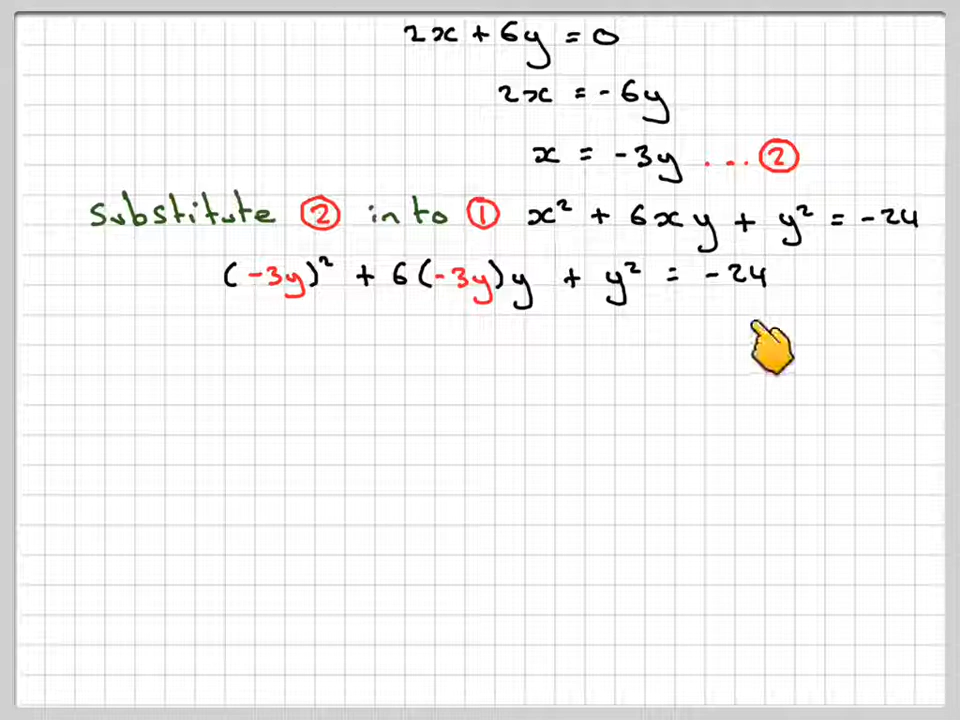 2x + 6y = 0
2x = -6y
x = -3y ... ②
substitute ② into ① x² + 6xy + y² = -24
(-3y)² + 6(-3y)y + y² = -24